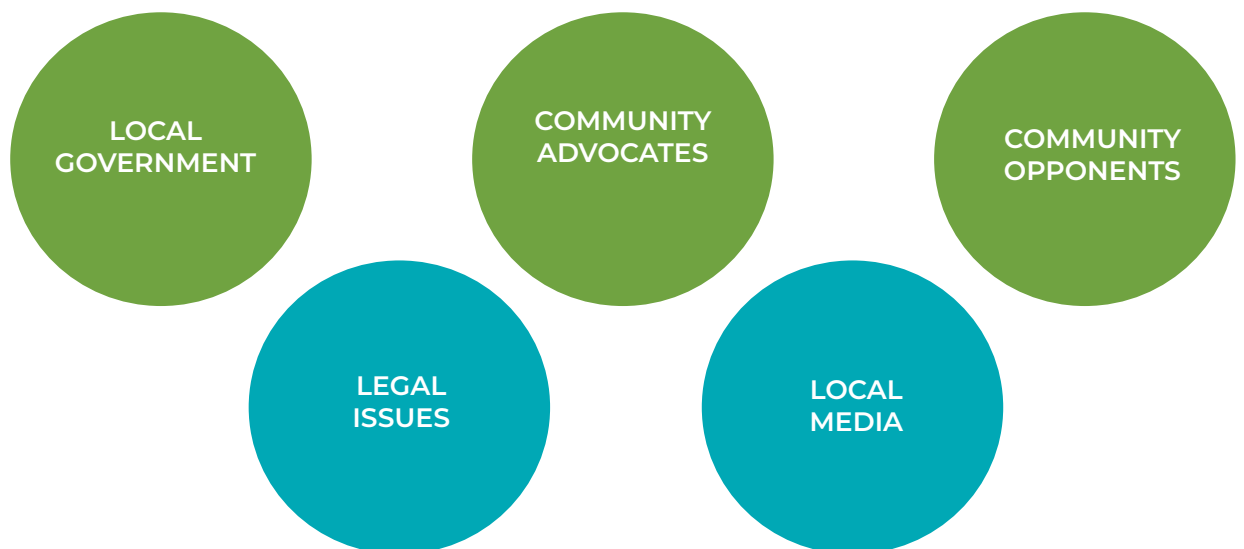 LOCAL
GOVERNMENT
COMMUNITY
ADVOCATES
COMMUNITY
OPPONENTS
LEGAL
ISSUES
LOCAL
MEDIA